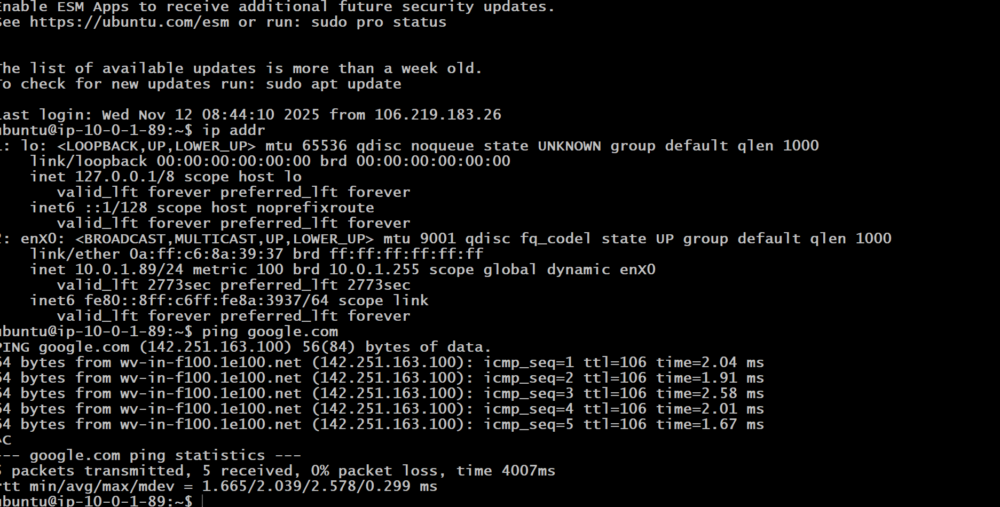 Enable ESM Apps to receive additional future security updates.
See https://ubuntu.com/esm or run: sudo pro status
The list of available updates is more than a week old.
To check for new updates run: sudo apt update
Last login: Wed Nov 12 08:44:10 2025 from 106.219.183.26
ubuntu@ip-10-0-1-89:~$ ip addr
1: lo: <LOOPBACK,UP,LOWER_UP> mtu 65536 qdisc noqueue state UNKNOWN group default qlen 1000
    link/loopback 00:00:00:00:00:00 brd 00:00:00:00:00:00
    inet 127.0.0.1/8 scope host lo
       valid_lft forever preferred_lft forever
    inet6 ::1/128 scope host noprefixroute
       valid_lft forever preferred_lft forever
2: enX0: <BROADCAST,MULTICAST,UP,LOWER_UP> mtu 9001 qdisc fq_codel state UP group default qlen 1000
    link/ether 0a:ff:c6:8a:39:37 brd ff:ff:ff:ff:ff:ff
    inet 10.0.1.89/24 metric 100 brd 10.0.1.255 scope global dynamic enX0
       valid_lft 2773sec preferred_lft 2773sec
    inet6 fe80::8ff:c6ff:fe8a:3937/64 scope link
       valid_lft forever preferred_lft forever
ubuntu@ip-10-0-1-89:~$ ping google.com
PING google.com (142.251.163.100) 56(84) bytes of data.
64 bytes from wv-in-f100.1e100.net (142.251.163.100): icmp_seq=1 ttl=106 time=2.04 ms
64 bytes from wv-in-f100.1e100.net (142.251.163.100): icmp_seq=2 ttl=106 time=1.91 ms
64 bytes from wv-in-f100.1e100.net (142.251.163.100): icmp_seq=3 ttl=106 time=2.58 ms
64 bytes from wv-in-f100.1e100.net (142.251.163.100): icmp_seq=4 ttl=106 time=2.01 ms
64 bytes from wv-in-f100.1e100.net (142.251.163.100): icmp_seq=5 ttl=106 time=1.67 ms
^C
--- google.com ping statistics ---
5 packets transmitted, 5 received, 0% packet loss, time 4007ms
rtt min/avg/max/mdev = 1.665/2.039/2.578/0.299 ms
ubuntu@ip-10-0-1-89:~$